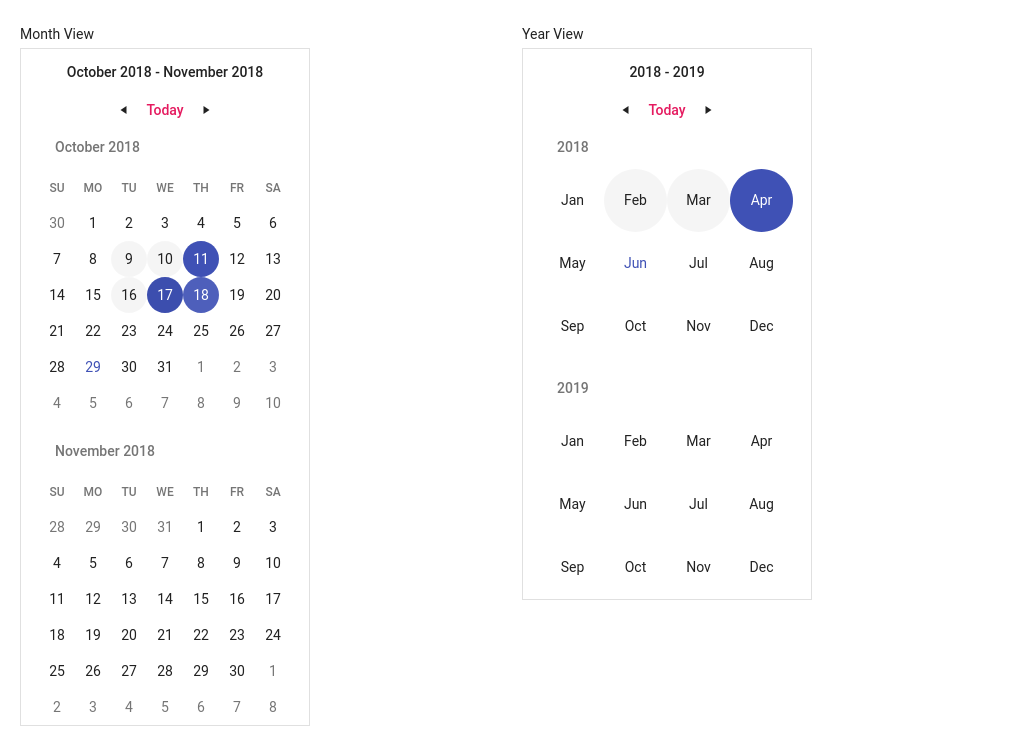 Month View
October 2018 - November 2018
Today
October 2018
SU MO TU WE TH FR SA
30 1 2 3 4 5 6
7 8 9 10 11 12 13
14 15 16 17 18 19 20
21 22 23 24 25 26 27
28 29 30 31 1 2 3
4 5 6 7 8 9 10
November 2018
SU MO TU WE TH FR SA
28 29 30 31 1 2 3
4 5 6 7 8 9 10
11 12 13 14 15 16 17
18 19 20 21 22 23 24
25 26 27 28 29 30 1
2 3 4 5 6 7 8
Year View
2018 - 2019
Today
2018
Jan Feb Mar Apr
May Jun Jul Aug
Sep Oct Nov Dec
2019
Jan Feb Mar Apr
May Jun Jul Aug
Sep Oct Nov Dec